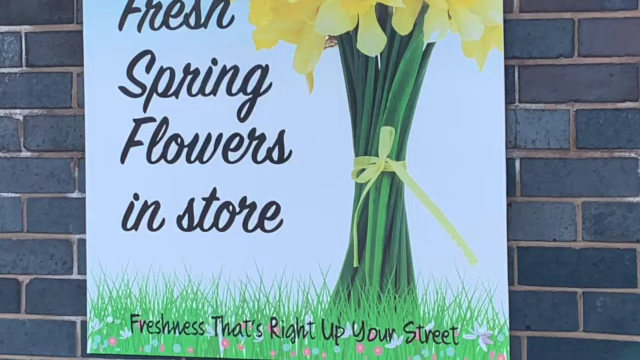 Fresh
Spring
Flowers
in store
Freshness That's Right Up Your Street